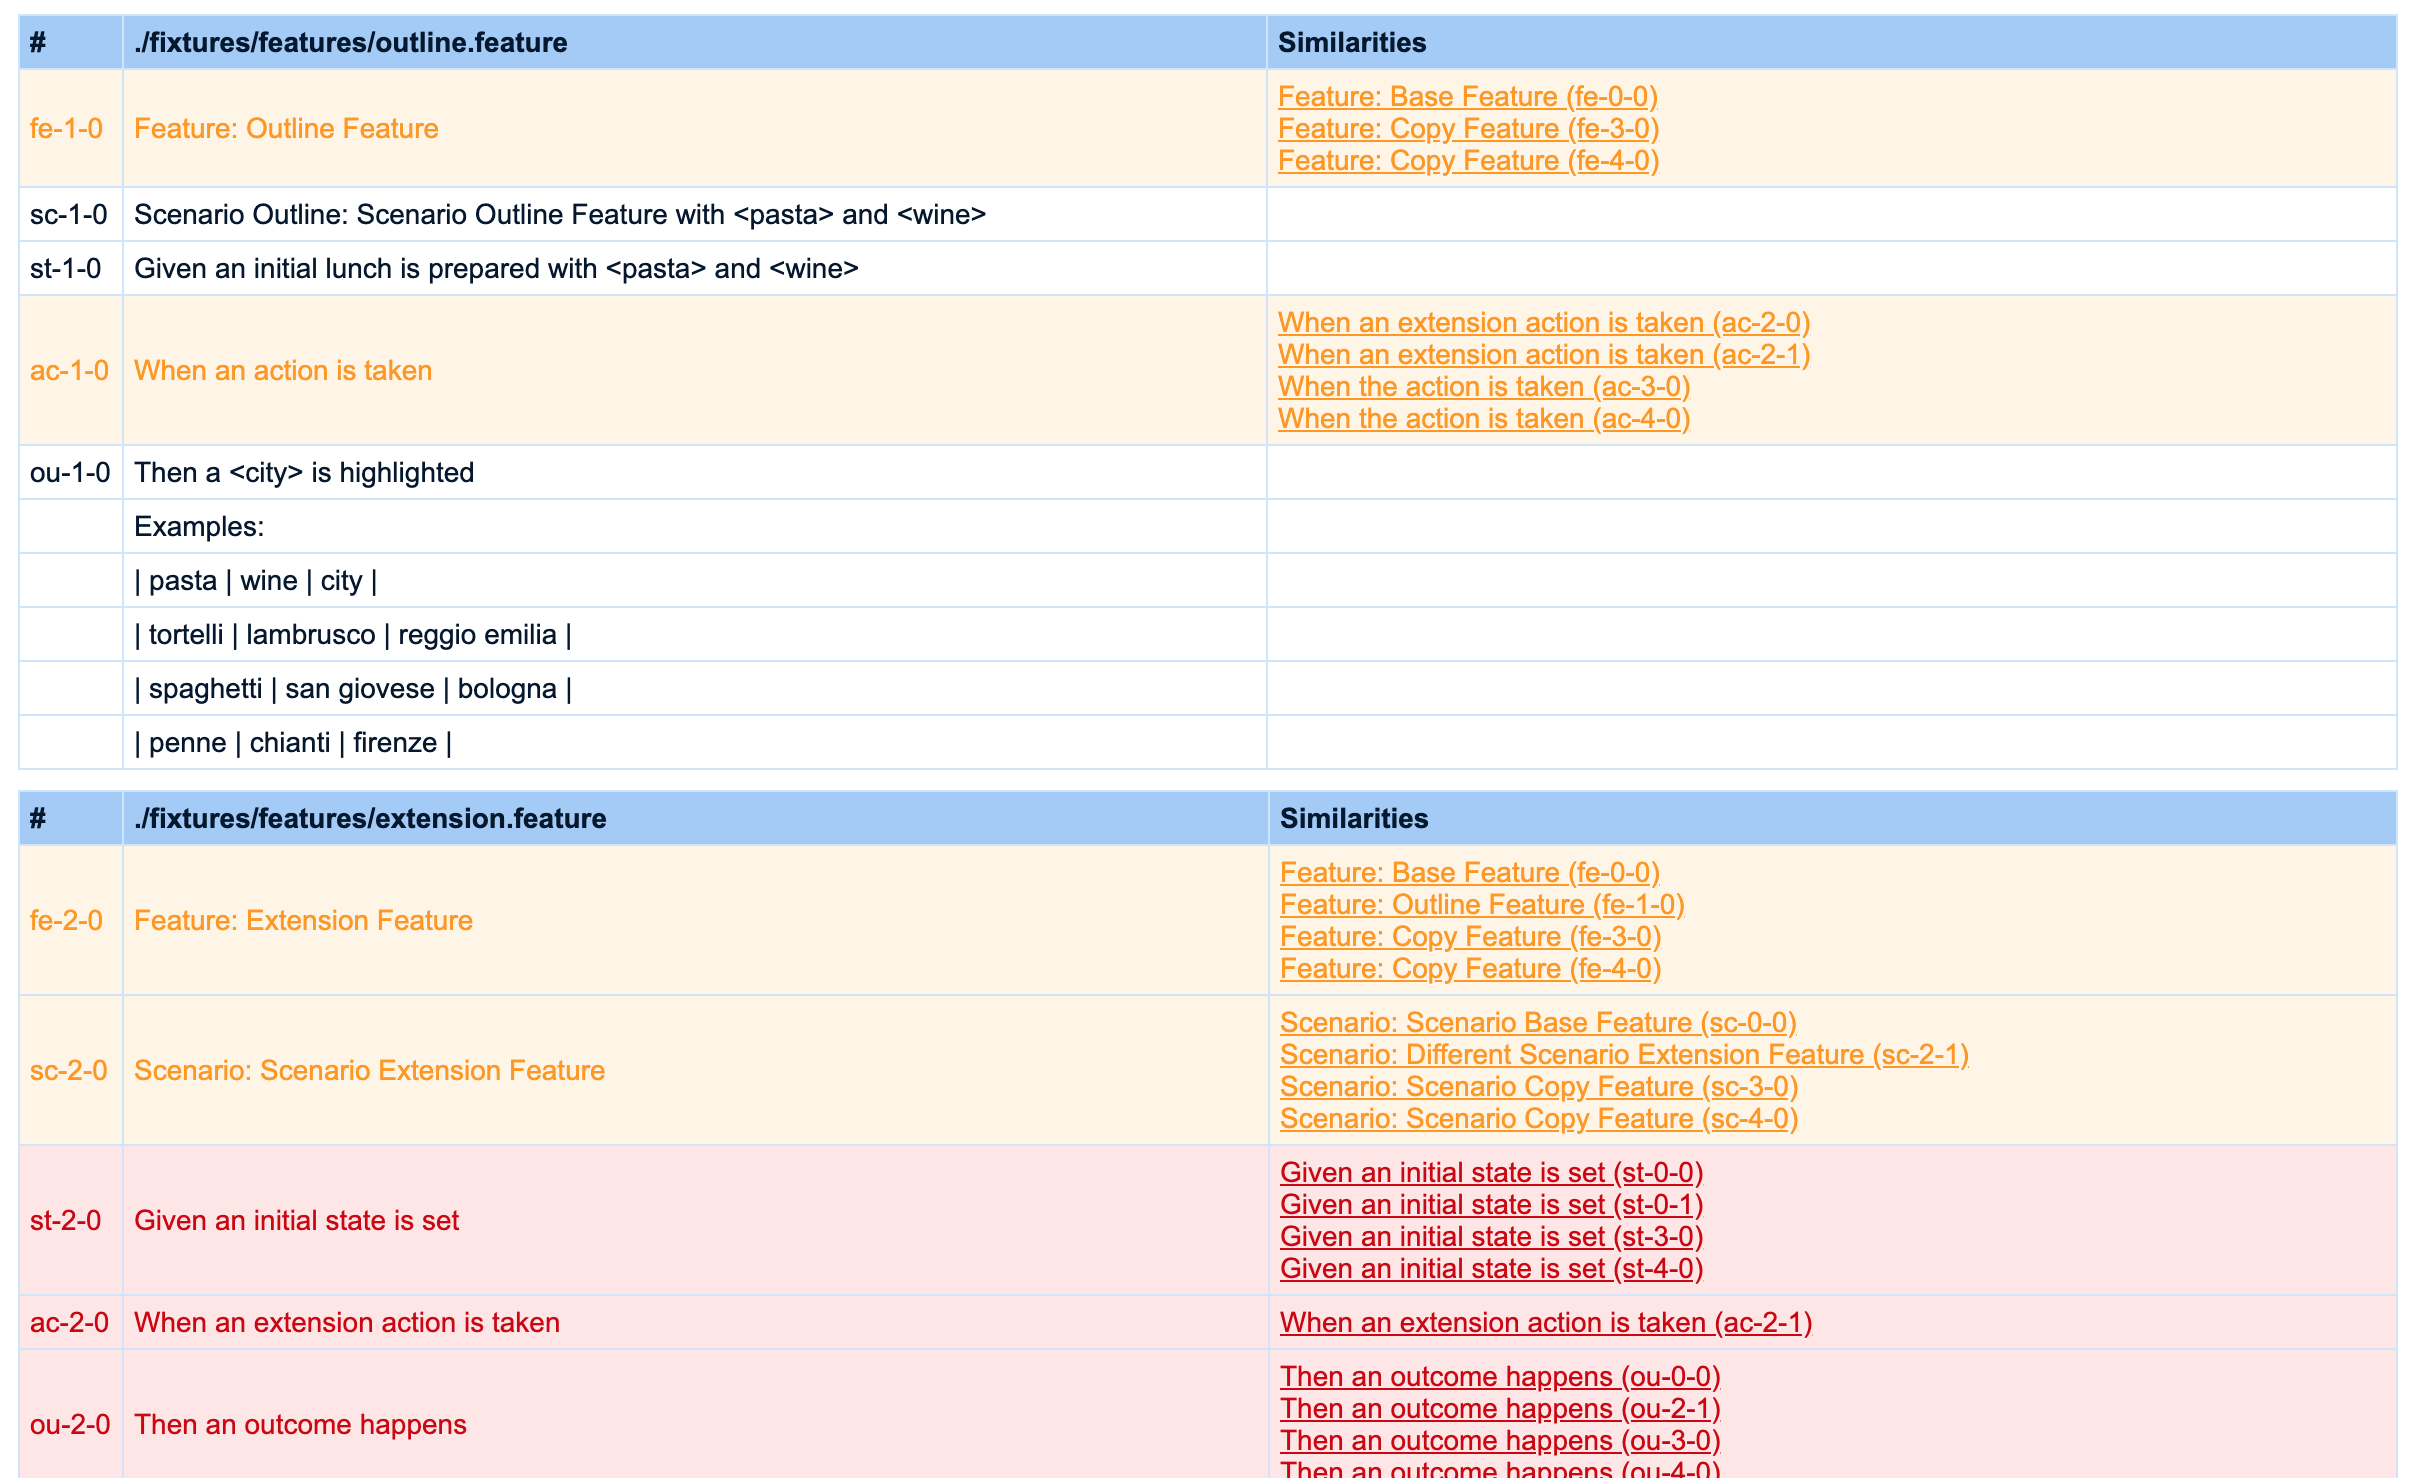 # ./fixtures/features/outline.feature Similarities
fe-1-0 Feature: Outline Feature
Feature: Base Feature (fe-0-0)
Feature: Copy Feature (fe-3-0)
Feature: Copy Feature (fe-4-0)
sc-1-0 Scenario Outline: Scenario Outline Feature with <pasta> and <wine>
st-1-0 Given an initial lunch is prepared with <pasta> and <wine>
ac-1-0 When an action is taken
When an extension action is taken (ac-2-0)
When an extension action is taken (ac-2-1)
When the action is taken (ac-3-0)
When the action is taken (ac-4-0)
ou-1-0 Then a <city> is highlighted
Examples:
| pasta | wine | city |
| tortelli | lambrusco | reggio emilia |
| spaghetti | san giovese | bologna |
| penne | chianti | firenze |
# ./fixtures/features/extension.feature Similarities
fe-2-0 Feature: Extension Feature
Feature: Base Feature (fe-0-0)
Feature: Outline Feature (fe-1-0)
Feature: Copy Feature (fe-3-0)
Feature: Copy Feature (fe-4-0)
sc-2-0 Scenario: Scenario Extension Feature
Scenario: Scenario Base Feature (sc-0-0)
Scenario: Different Scenario Extension Feature (sc-2-1)
Scenario: Scenario Copy Feature (sc-3-0)
Scenario: Scenario Copy Feature (sc-4-0)
st-2-0 Given an initial state is set
Given an initial state is set (st-0-0)
Given an initial state is set (st-0-1)
Given an initial state is set (st-3-0)
Given an initial state is set (st-4-0)
ac-2-0 When an extension action is taken When an extension action is taken (ac-2-1)
ou-2-0 Then an outcome happens
Then an outcome happens (ou-0-0)
Then an outcome happens (ou-2-1)
Then an outcome happens (ou-3-0)
Then an outcome happens (ou-4-0)